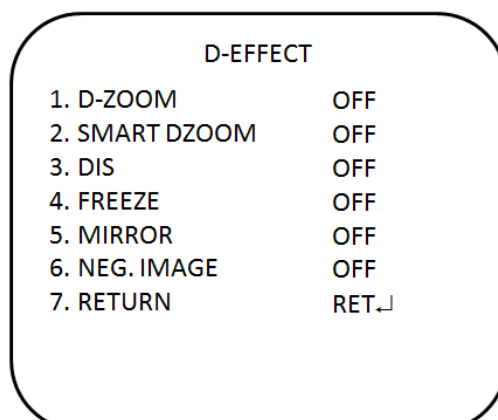 D-EFFECT
1. D-ZOOM OFF
2. SMART DZOOM OFF
3. DIS OFF
4. FREEZE OFF
5. MIRROR OFF
6. NEG. IMAGE OFF
7. RETURN RET↵